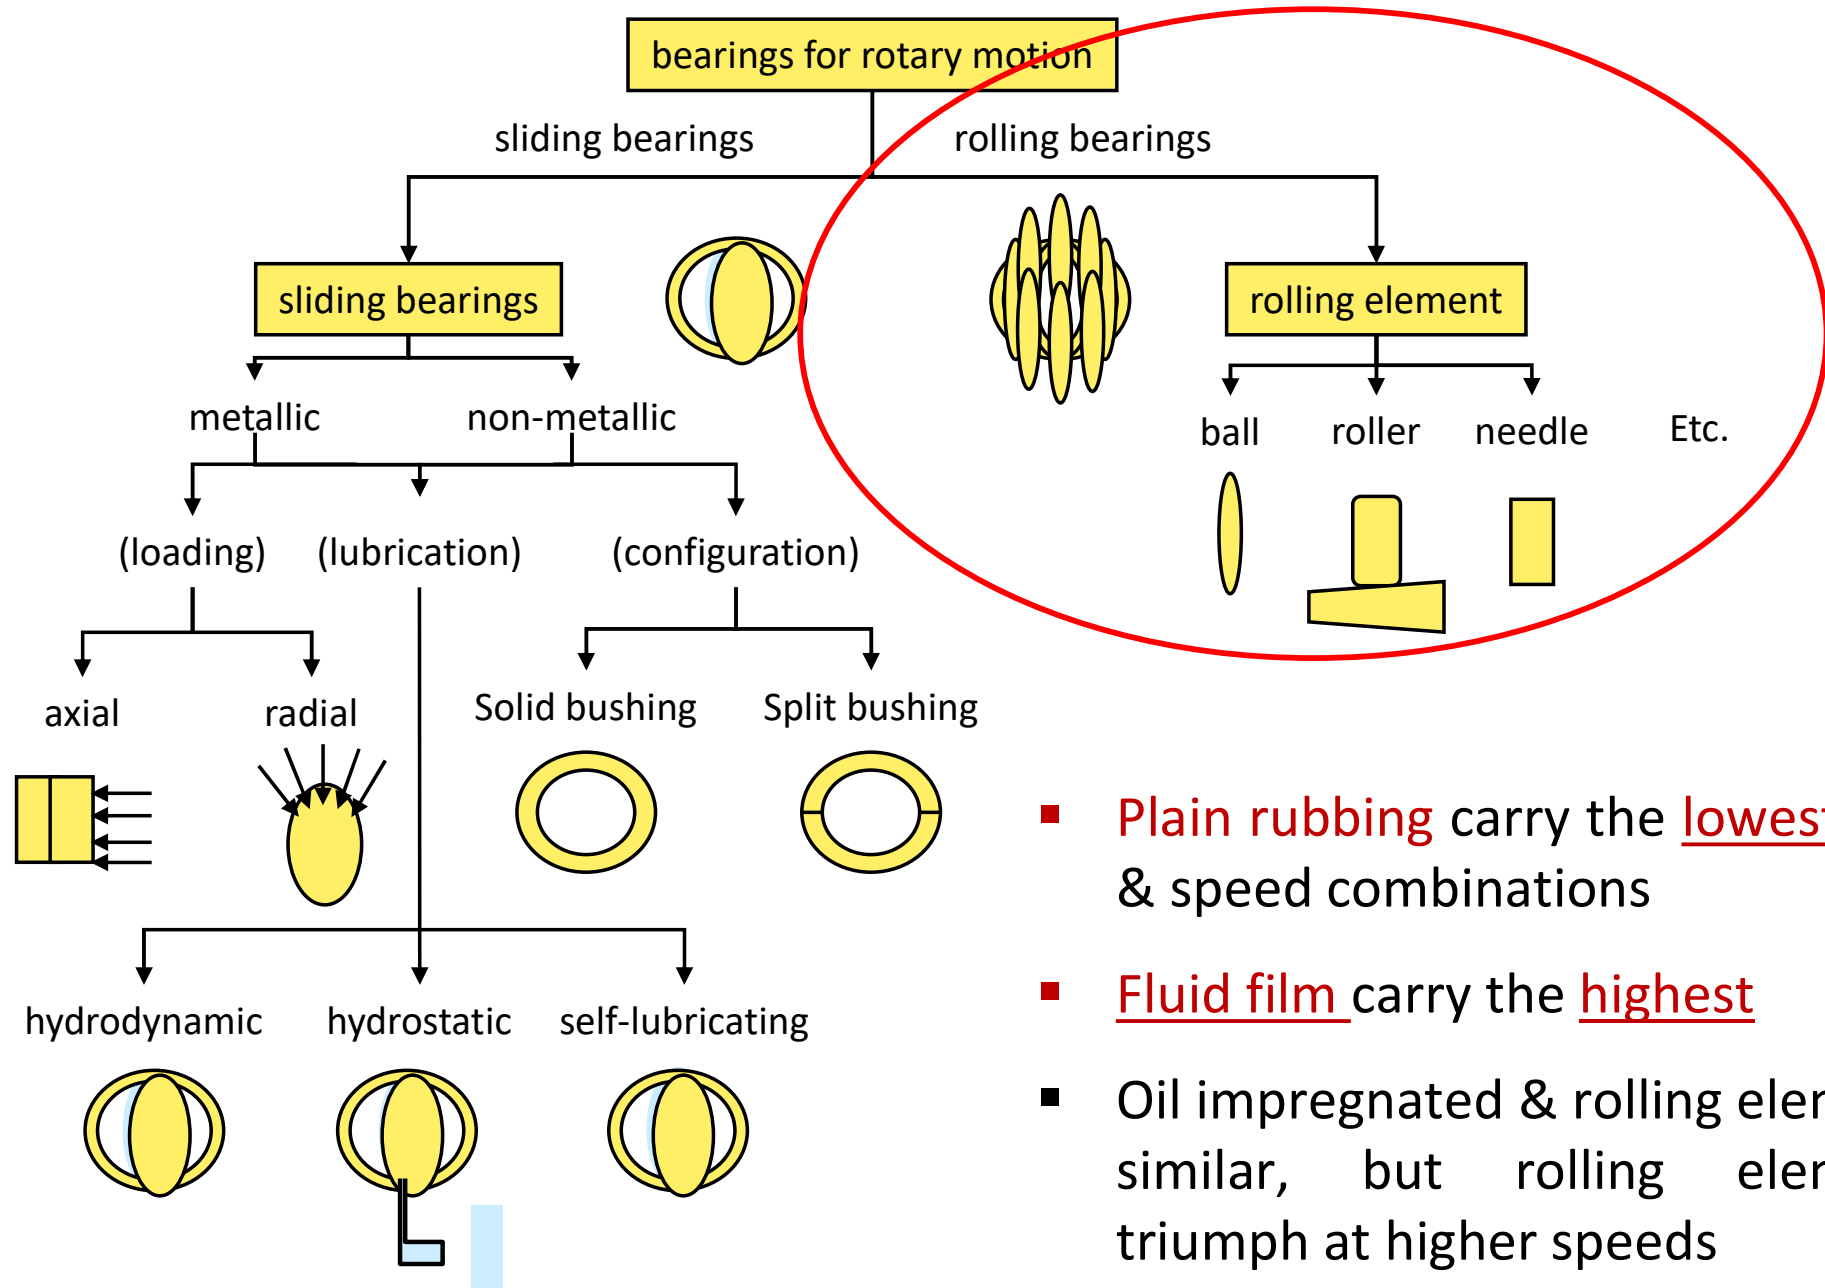 bearings for rotary motion
sliding bearings
rolling bearings
sliding bearings
rolling element
metallic
non-metallic
ball
roller
needle
Etc.
(loading)
(lubrication)
(configuration)
axial
radial
Solid bushing
Split bushing
hydrodynamic
hydrostatic
self-lubricating
▪ Plain rubbing carry the lowest
& speed combinations
▪ Fluid film carry the highest
▪ Oil impregnated & rolling
similar, but rolling
triumph at higher speeds